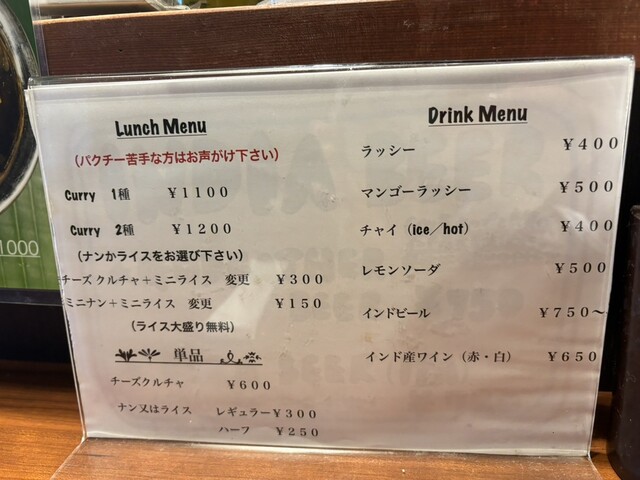 Lunch Menu
（パクチー苦手な方はお声がけ下さい）
Curry 1種 ￥1100
Curry 2種 ￥1200
（ナンかライスをお選び下さい）
チーズ クルチャ＋ミニライス 変更 ￥300
ミニナン＋ミニライス 変更 ￥150
（ライス大盛り無料）
単品
チーズクルチャ ￥600
ナン又はライス レギュラー￥300
ハーフ ￥250
Drink Menu
ラッシー ￥400
マンゴーラッシー ￥500
チャイ（ice／hot） ￥400
レモンソーダ ￥500
インドビール ￥750〜
インド産ワイン（赤・白） ￥650
1000